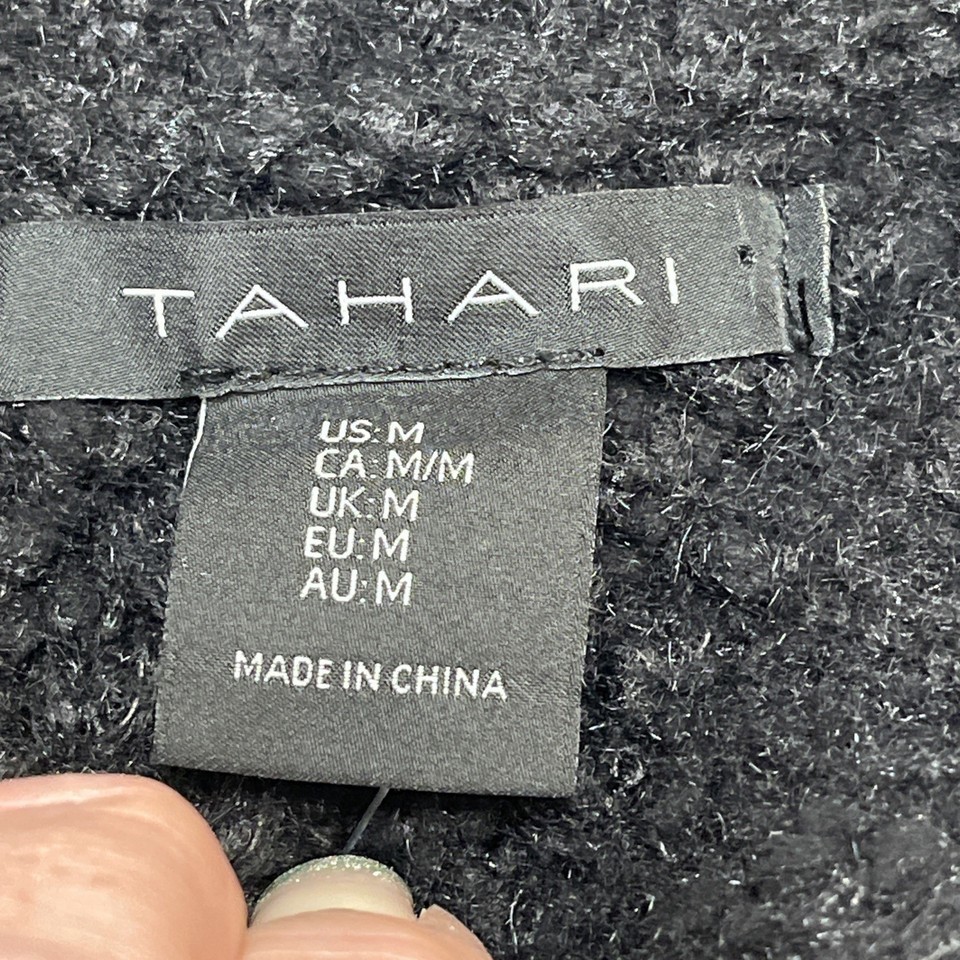 TAHARI
US: M
CA: M/M
UK: M
EU: M
AU: M
MADE IN CHINA